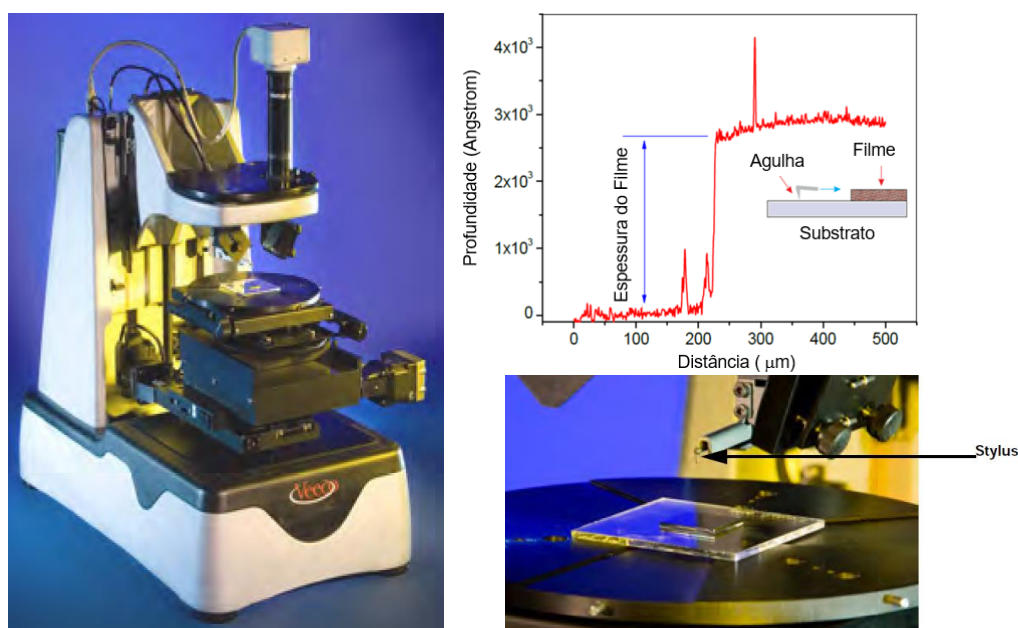 Veeco
Profundidade (Angstrom)
4x10³
3x10³
2x10³
1x10³
0
Espessura do Filme
Agulha
Filme
Substrato
0 100 200 300 400 500
Distância ( μm)
Stylus